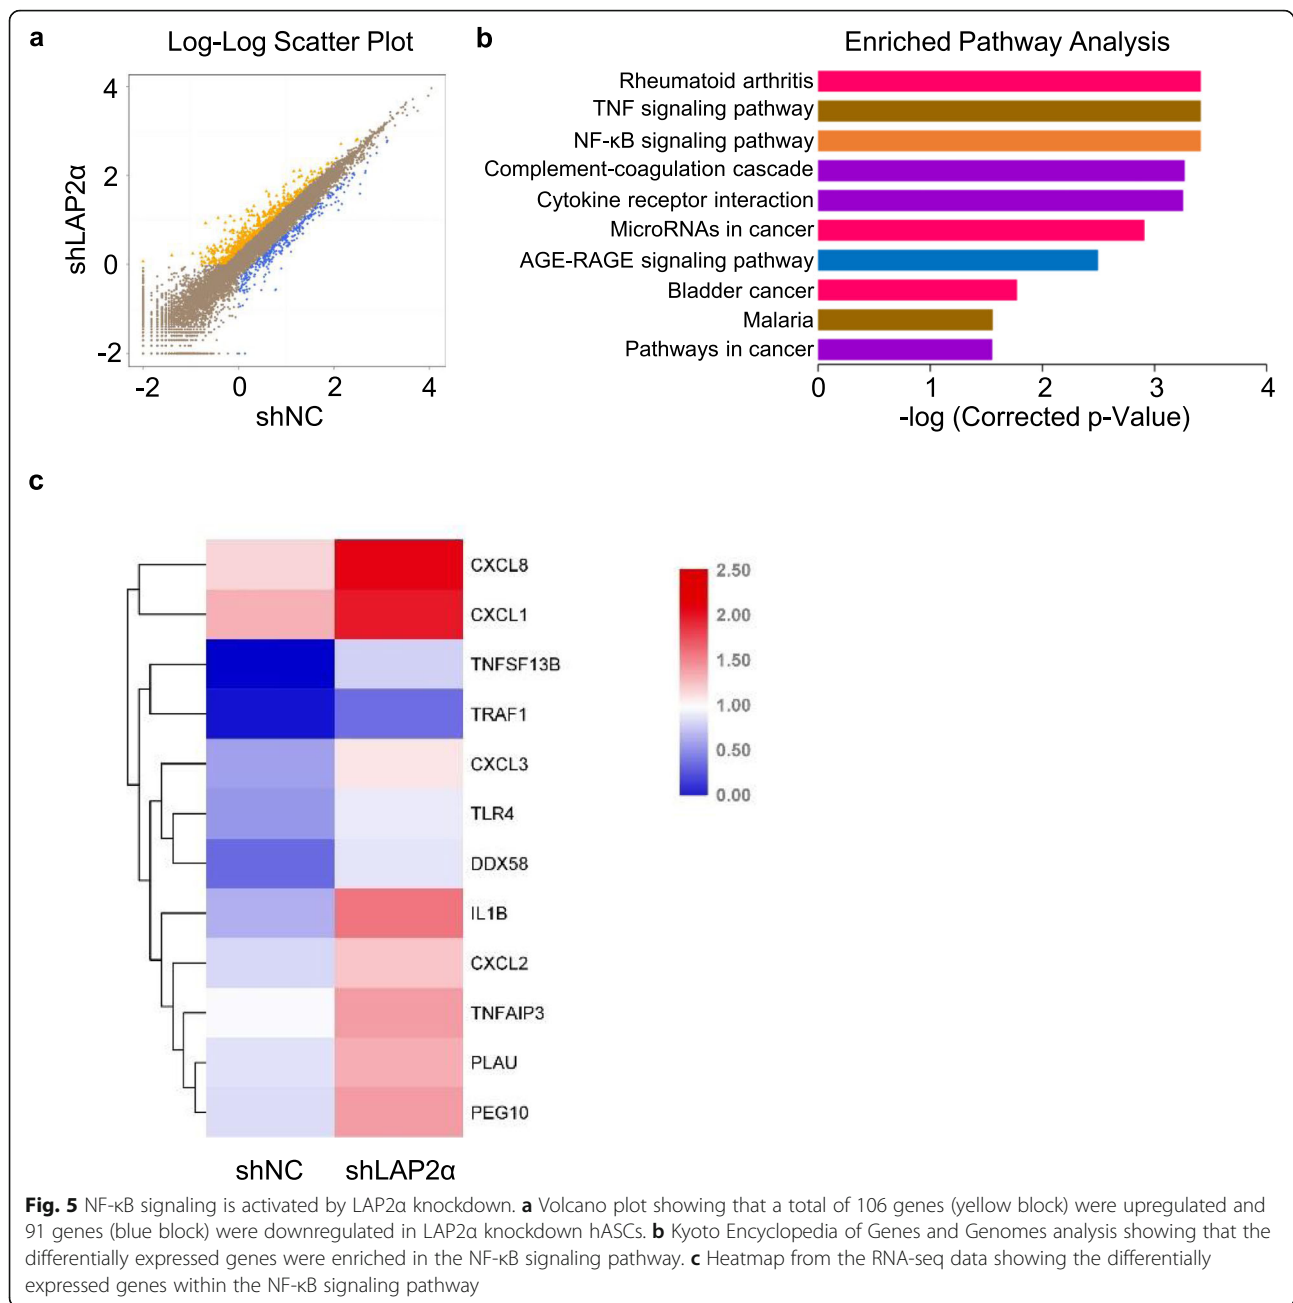 a
Log-Log Scatter Plot
4
2
0
-2
shLAP2α
-2 0 2 4
shNC
b
Enriched Pathway Analysis
Rheumatoid arthritis
TNF signaling pathway
NF-κB signaling pathway
Complement-coagulation cascade
Cytokine receptor interaction
MicroRNAs in cancer
AGE-RAGE signaling pathway
Bladder cancer
Malaria
Pathways in cancer
0 1 2 3 4
-log (Corrected p-Value)
c
CXCL8
CXCL1
TNFSF13B
TRAF1
CXCL3
TLR4
DDX58
IL1B
CXCL2
TNFAIP3
PLAU
PEG10
shNC shLAP2α
2.50
2.00
1.50
1.00
0.50
0.00
Fig. 5 NF-κB signaling is activated by LAP2α knockdown. a Volcano plot showing that a total of 106 genes (yellow block) were upregulated and
91 genes (blue block) were downregulated in LAP2α knockdown hASCs. b Kyoto Encyclopedia of Genes and Genomes analysis showing that the
differentially expressed genes were enriched in the NF-κB signaling pathway. c Heatmap from the RNA-seq data showing the differentially
expressed genes within the NF-κB signaling pathway